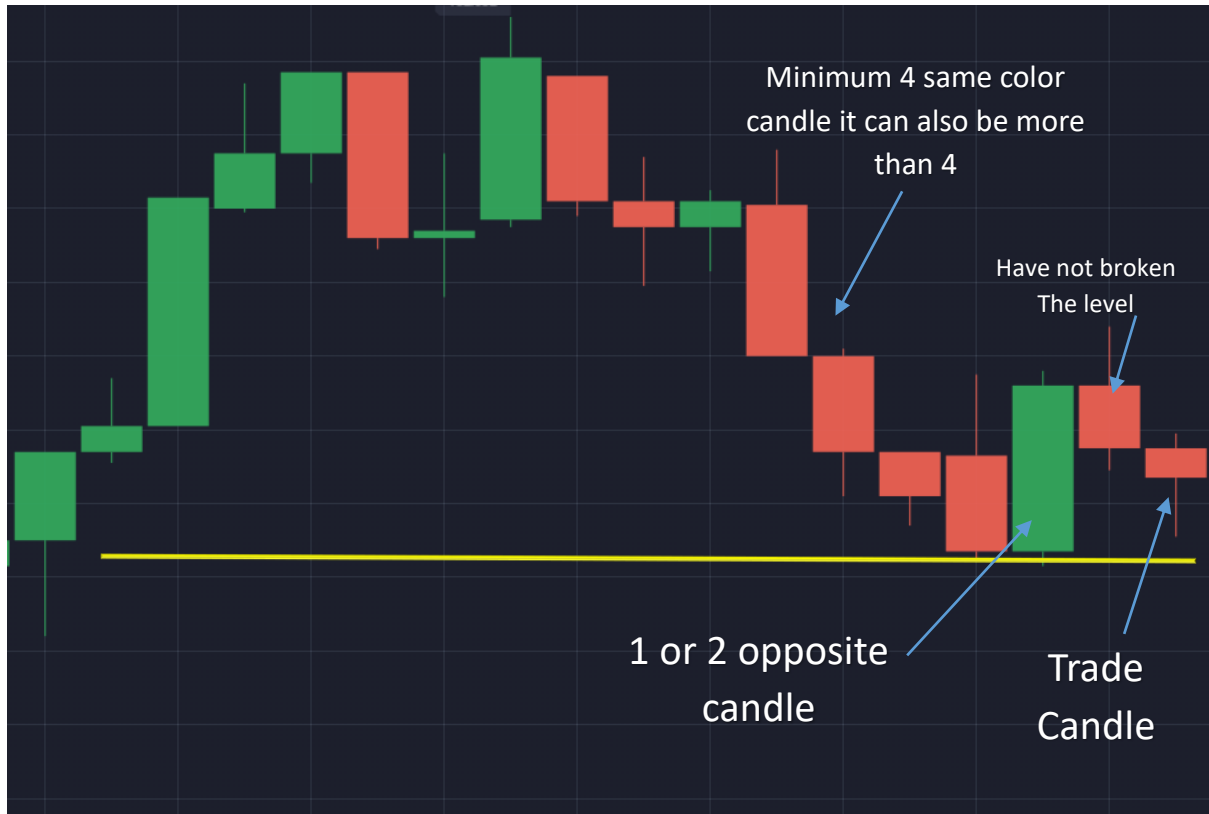 Minimum 4 same color
candle it can also be more
than 4
Have not broken
The level
1 or 2 opposite
candle
Trade
Candle